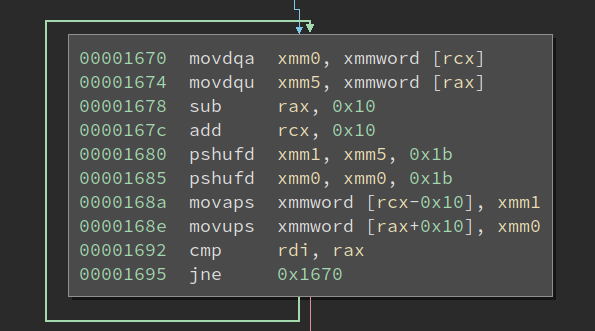 00001670 movdqa xmm0, xmmword [rcx]
00001674 movdqu xmm5, xmmword [rax]
00001678 sub rax, 0x10
0000167c add rcx, 0x10
00001680 pshufd xmm1, xmm5, 0x1b
00001685 pshufd xmm0, xmm0, 0x1b
0000168a movaps xmmword [rcx-0x10], xmm1
0000168e movups xmmword [rax+0x10], xmm0
00001692 cmp rdi, rax
00001695 jne 0x1670